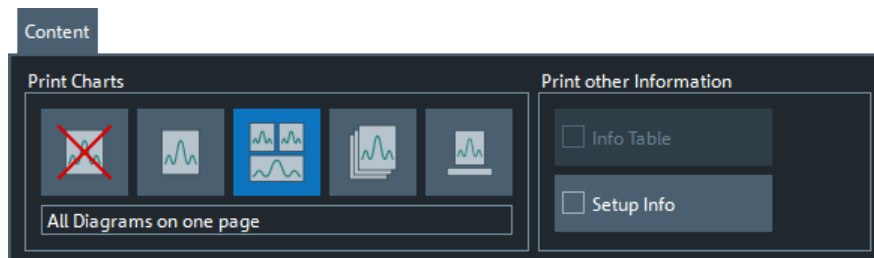 Content
Print Charts
Print other Information
Info Table
Setup Info
All Diagrams on one page